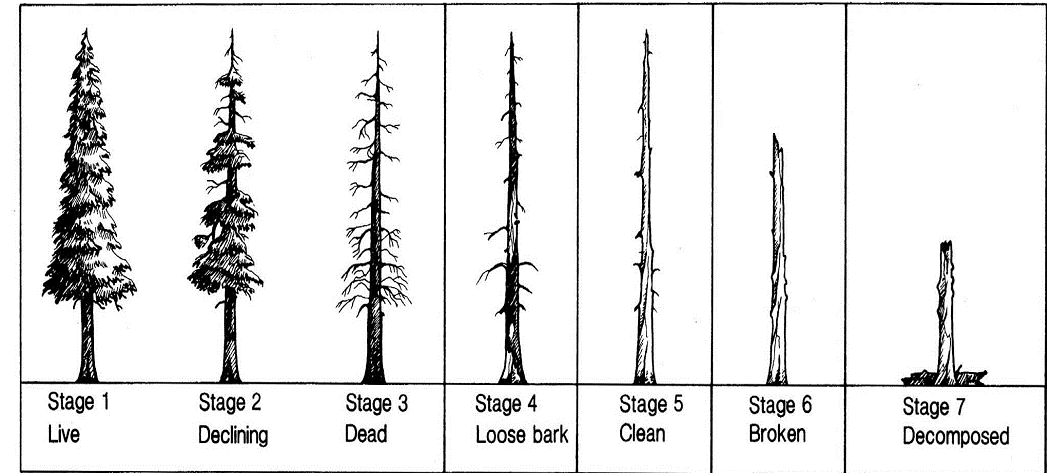 Stage 1
Live
Stage 2
Declining
Stage 3
Dead
Stage 4
Loose bark
Stage 5
Clean
Stage 6
Broken
Stage 7
Decomposed